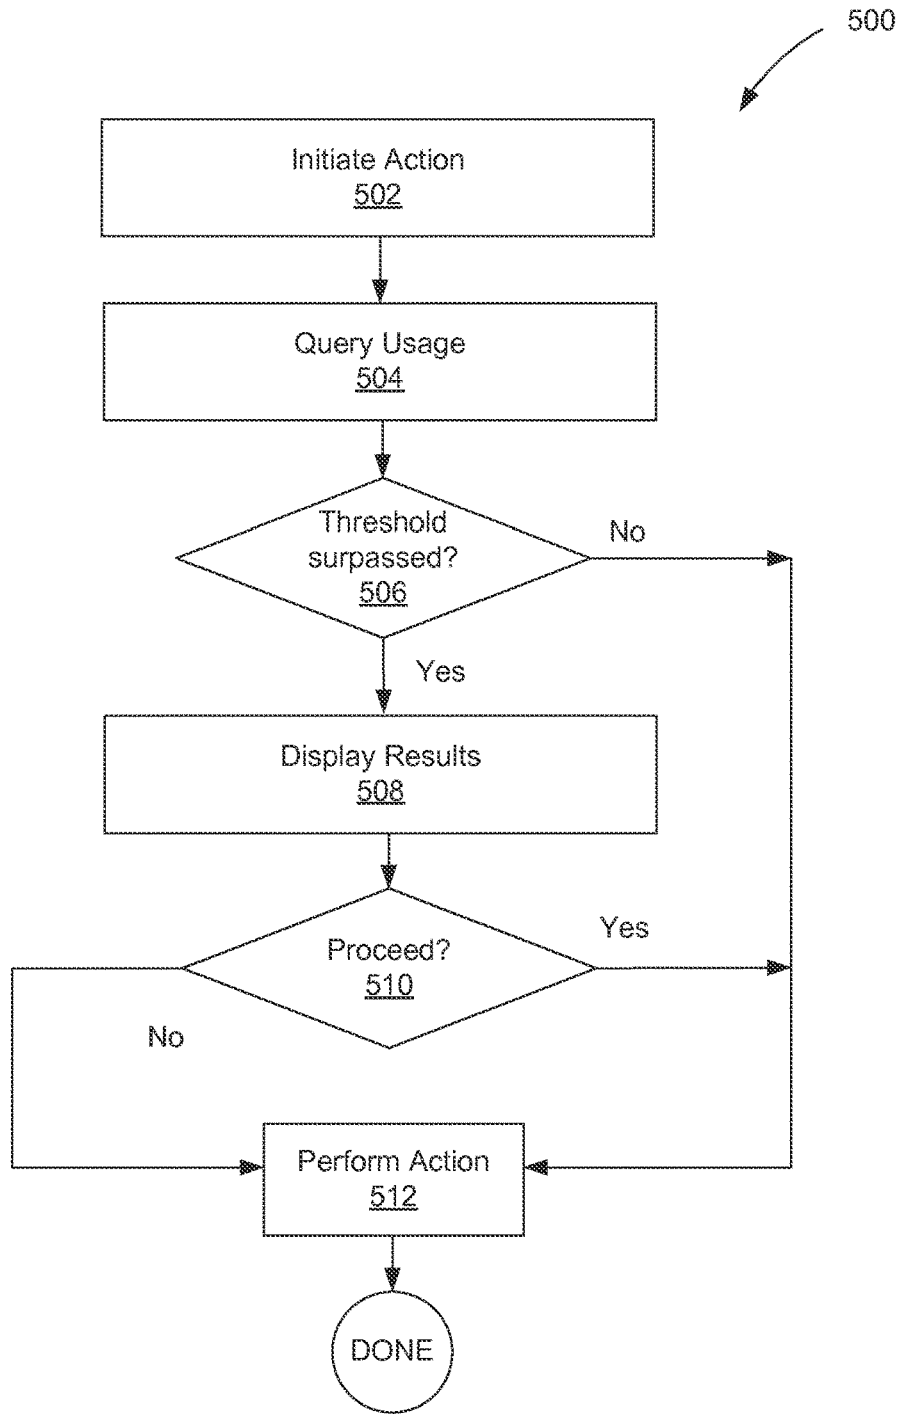 500
Initiate Action
502
Query Usage
504
Threshold
surpassed?
506
No
Yes
Display Results
508
Proceed?
510
Yes
No
Perform Action
512
DONE